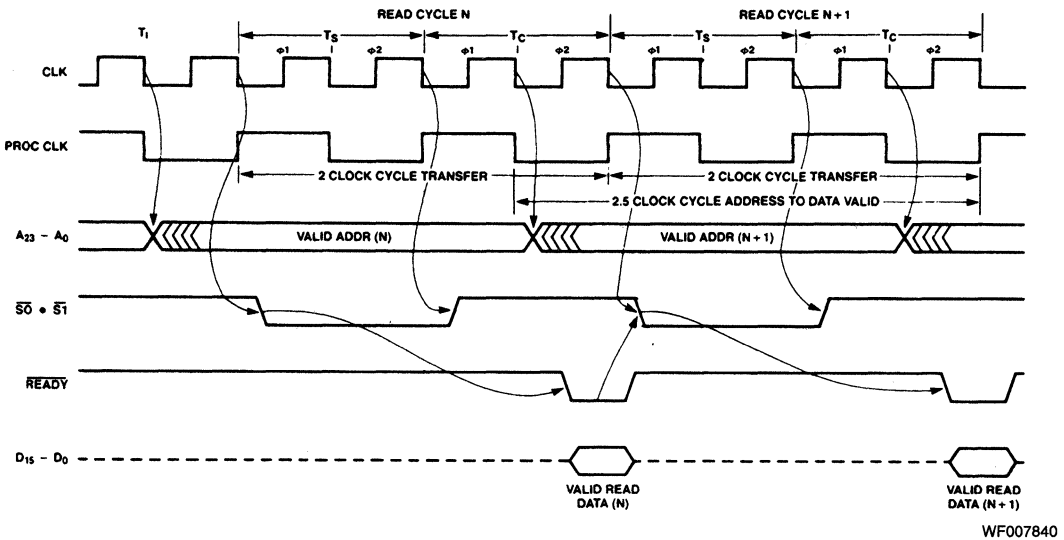 READ CYCLE N READ CYCLE N + 1
TI TS TC TS TC
Φ1 Φ2 Φ1 Φ2 Φ1 Φ2 Φ1 Φ2
CLK
PROC CLK
2 CLOCK CYCLE TRANSFER 2 CLOCK CYCLE TRANSFER
2.5 CLOCK CYCLE ADDRESS TO DATA VALID
A23 – A0 VALID ADDR (N) VALID ADDR (N + 1)
S0 • S1
READY
D15 – D0
VALID READ VALID READ
DATA (N) DATA (N + 1)
WF007840